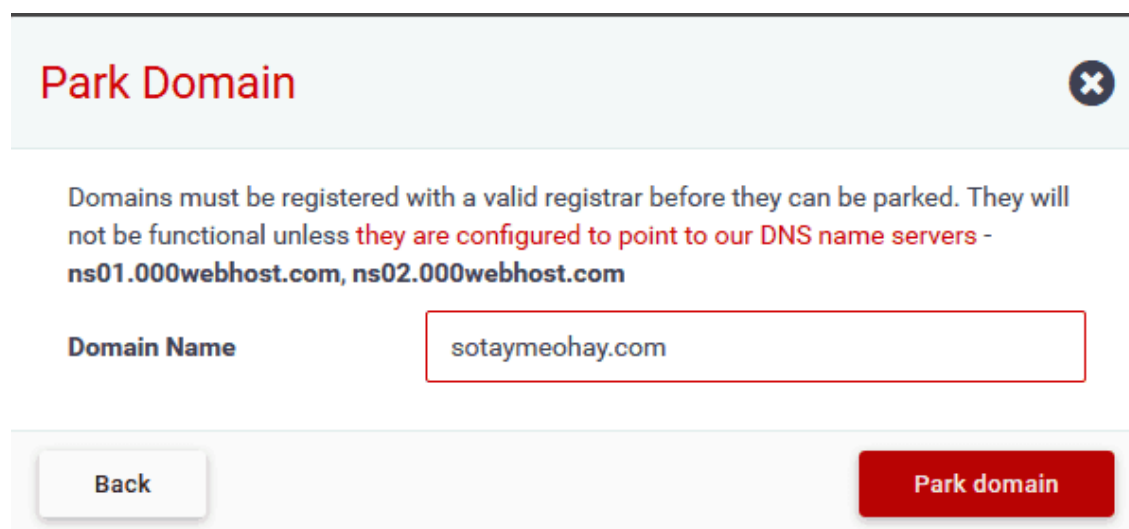 Park Domain
Domains must be registered with a valid registrar before they can be parked. They will
not be functional unless they are configured to point to our DNS name servers -
ns01.000webhost.com, ns02.000webhost.com
Domain Name
sotaymeohay.com
Back
Park domain